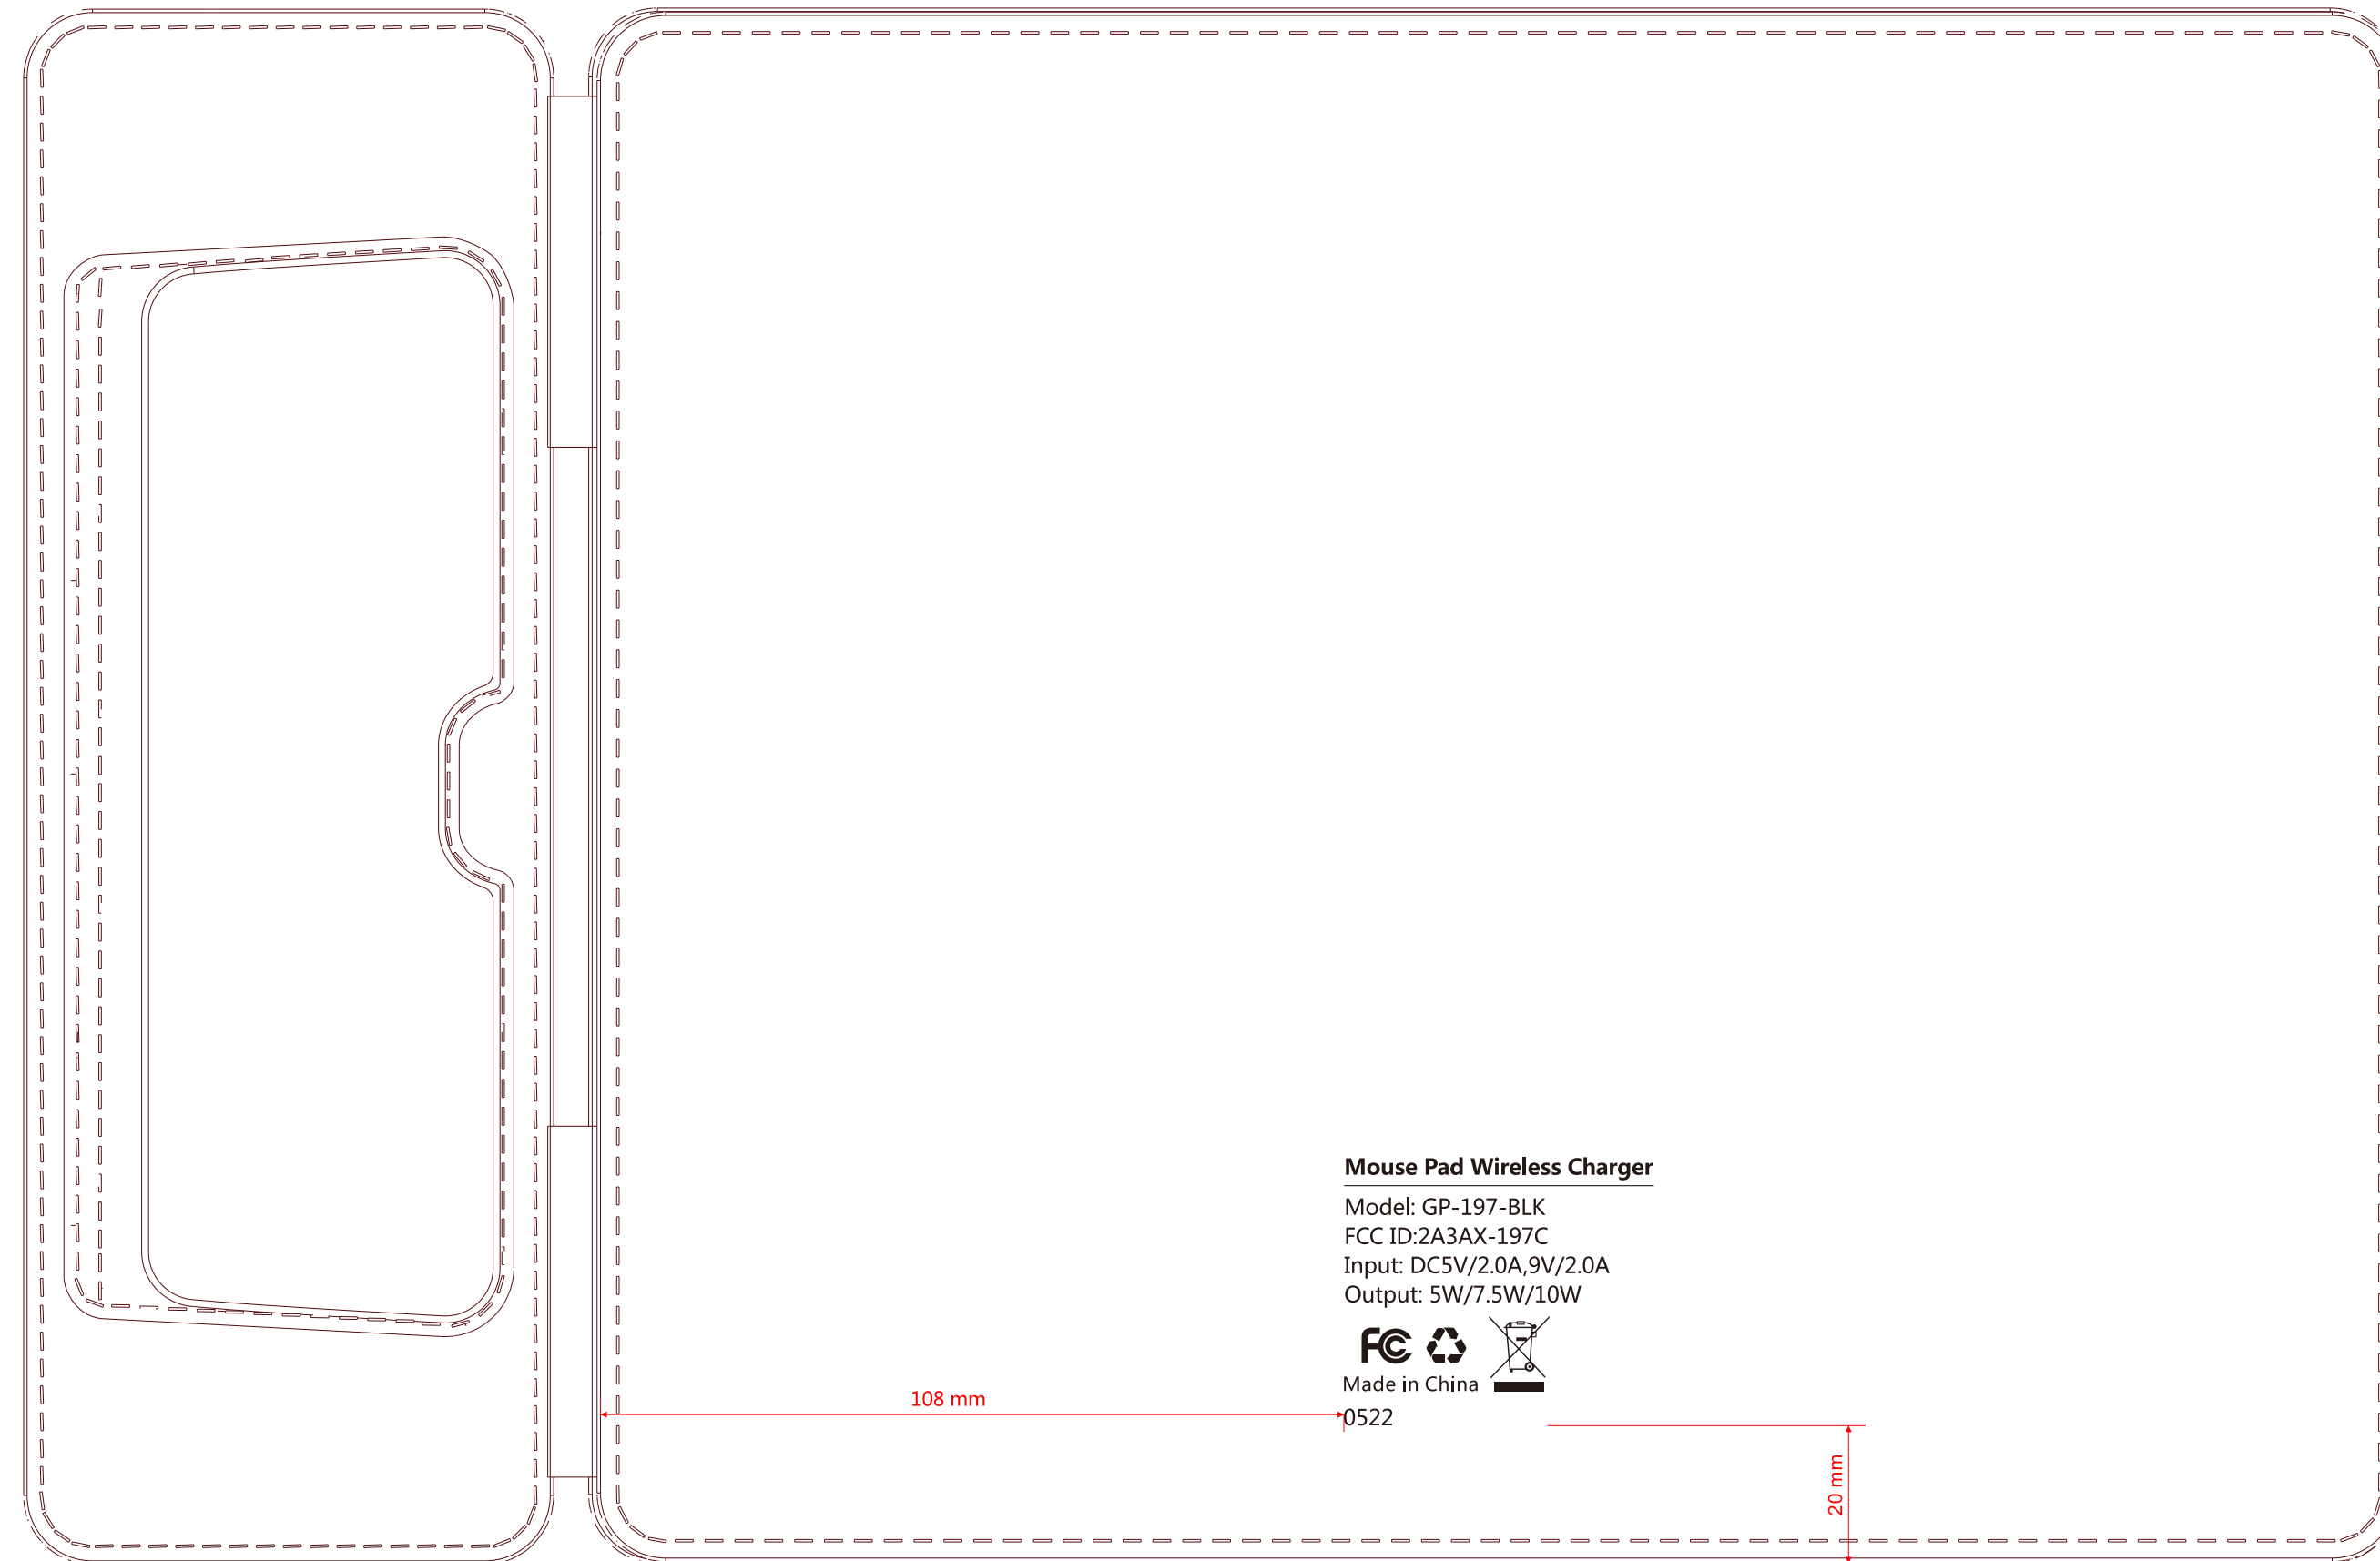 Mouse Pad Wireless Charger
Model: GP-197-BLK
FCC ID:2A3AX-197C
Input: DC5V/2.0A,9V/2.0A
Output: 5W/7.5W/10W
FC
Made in China
108 mm
0522
20 mm